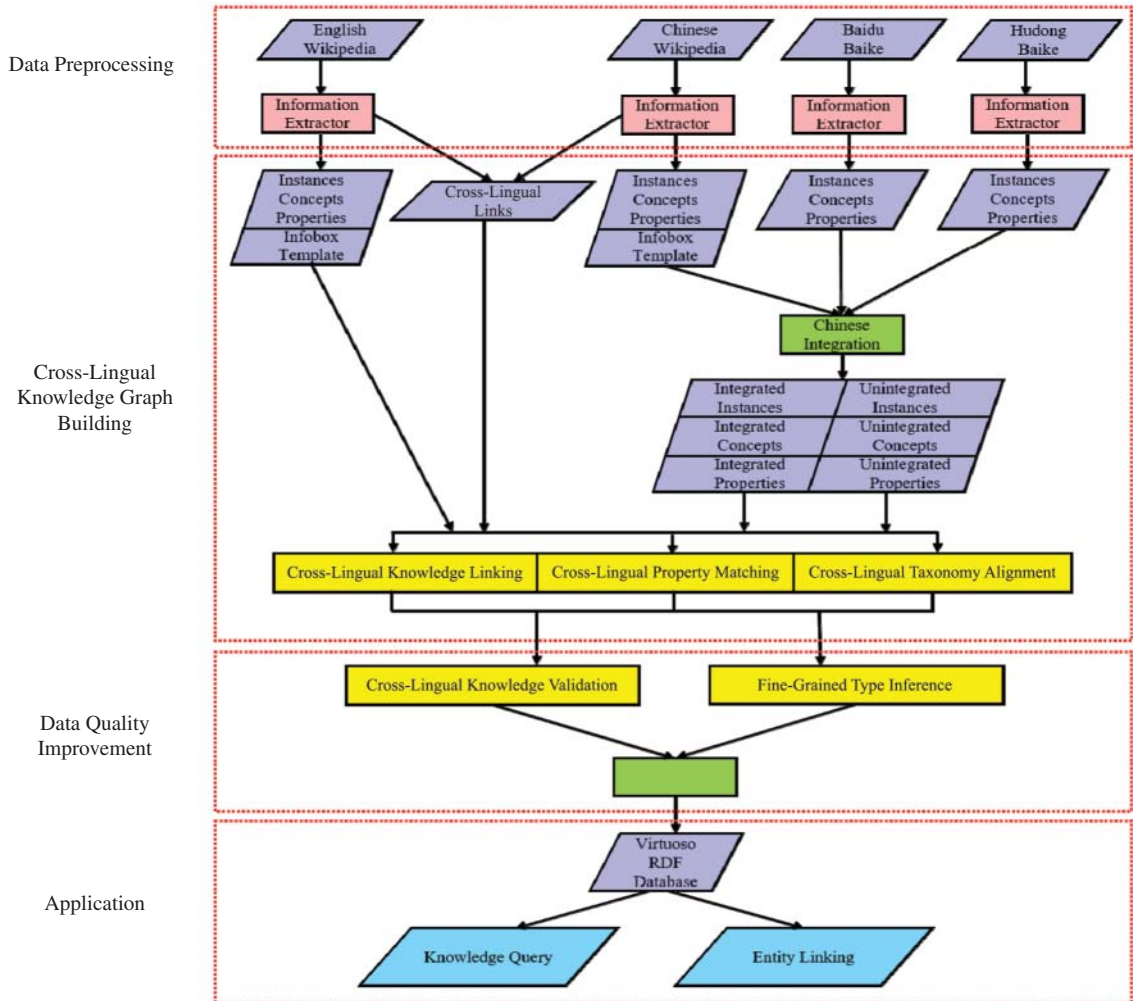 Data Preprocessing
English
Wikipedia
Chinese
Wikipedia
Baidu
Baike
Hudong
Baike
Information
Extractor
Information
Extractor
Information
Extractor
Information
Extractor
Cross-Lingual
Knowledge Graph
Building
Instances
Concepts
Properties
Infobox
Template
Cross-Lingual
Links
Instances
Concepts
Properties
Infobox
Template
Instances
Concepts
Properties
Instances
Concepts
Properties
Chinese
Integration
Integrated
Instances
Unintegrated
Instances
Integrated
Concepts
Unintegrated
Concepts
Integrated
Properties
Unintegrated
Properties
Cross-Lingual Knowledge Linking
Cross-Lingual Property Matching
Cross-Lingual Taxonomy Alignment
Data Quality
Improvement
Cross-Lingual Knowledge Validation
Fine-Grained Type Inference
Application
Virtuoso
RDF
Database
Knowledge Query
Entity Linking